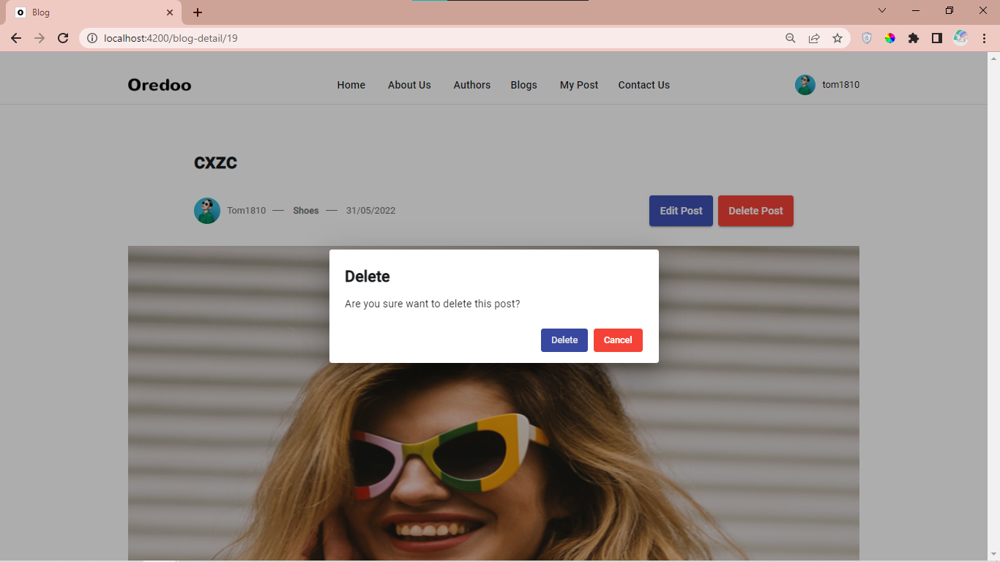 Blog
localhost:4200/blog-detail/19
Oredoo Home About Us Authors Blogs My Post Contact Us tom1810
cxzc
Tom1810 — Shoes — 31/05/2022 Edit Post Delete Post
Delete
Are you sure want to delete this post?
Delete Cancel